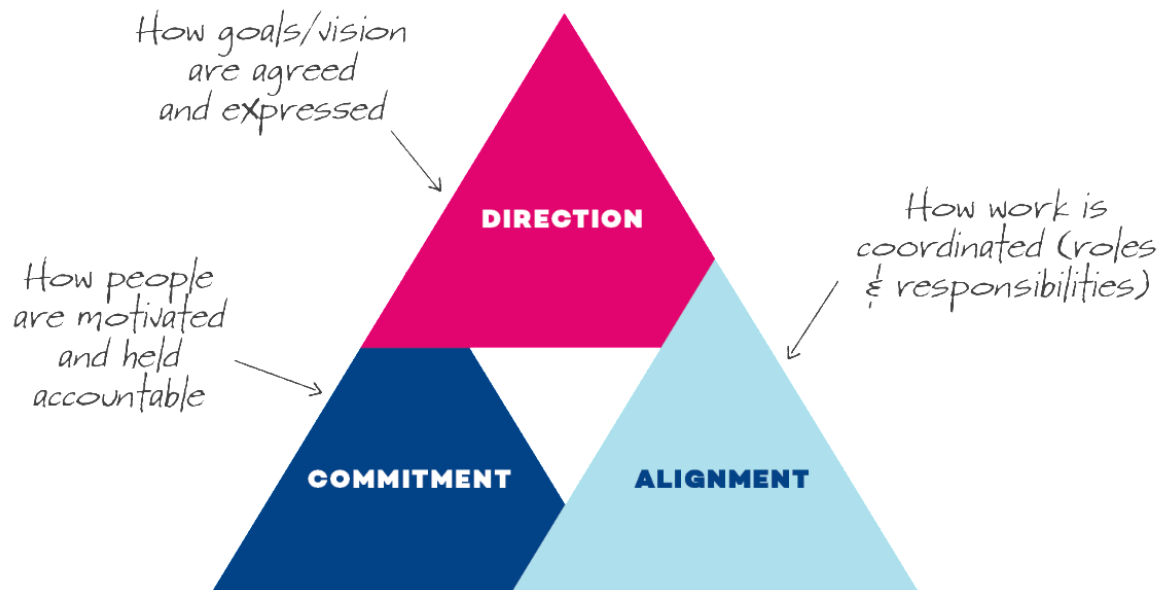 How goals/vision
are agreed
and expressed
DIRECTION
How work is
coordinated (roles
& responsibilities)
How people
are motivated
and held
accountable
COMMITMENT
ALIGNMENT